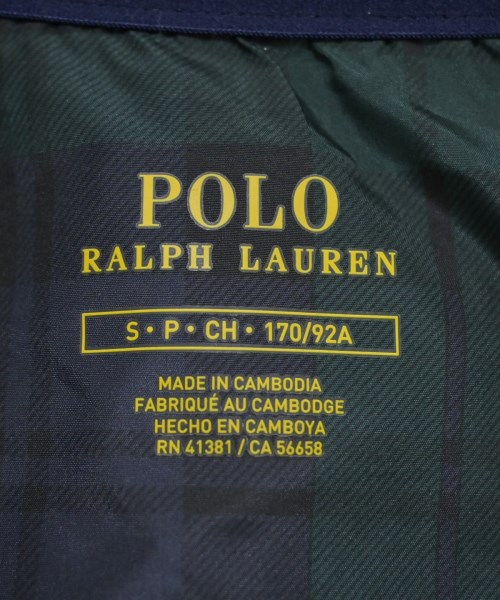 POLO
RALPH LAUREN
S • P • CH • 170/92A
MADE IN CAMBODIA
FABRIQUÉ AU CAMBODGE
HECHO EN CAMBOYA
RN 41381 / CA 56658